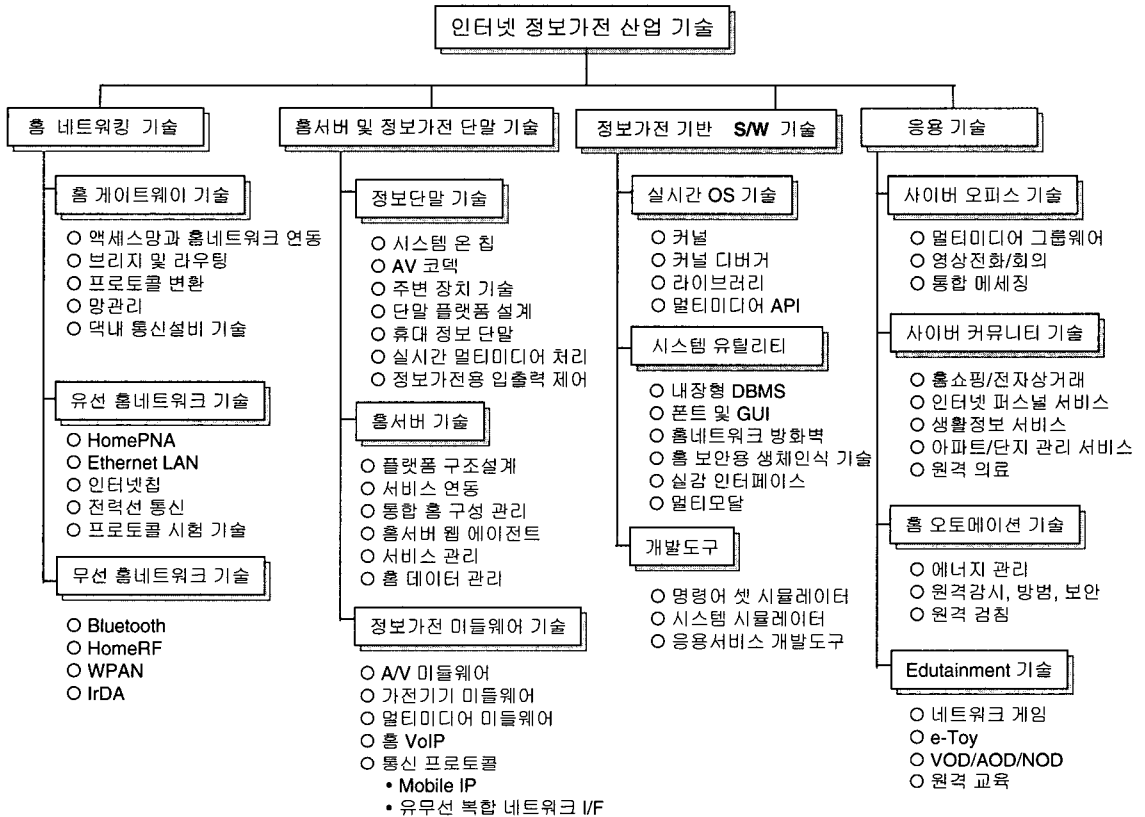 인터넷 정보가전 산업 기술
홈 네트워킹 기술
홈 게이트웨이 기술
○ 액세스망과 홈네트워크 연동
○ 브리지 및 라우팅
○ 프로토콜 변환
○ 망관리
○ 댁내 통신설비 기술
유선 홈네트워크 기술
○ HomePNA
○ Ethernet LAN
○ 인터넷칩
○ 전력선 통신
○ 프로토콜 시험 기술
무선 홈네트워크 기술
○ Bluetooth
○ HomeRF
○ WPAN
○ IrDA
홈서버 및 정보가전 단말 기술
정보단말 기술
○ 시스템 온 칩
○ AV 코덱
○ 주변 장치 기술
○ 단말 플랫폼 설계
○ 휴대 정보 단말
○ 실시간 멀티미디어 처리
○ 정보가전용 입출력 제어
홈서버 기술
○ 플랫폼 구조설계
○ 서비스 연동
○ 통합 홈 구성 관리
○ 홈서버 웹 에이전트
○ 서비스 관리
○ 홈 데이터 관리
정보가전 미들웨어 기술
○ A/V 미들웨어
○ 가전기기 미들웨어
○ 멀티미디어 미들웨어
○ 홈 VoIP
○ 통신 프로토콜
• Mobile IP
• 유무선 복합 네트워크 I/F
정보가전 기반 S/W 기술
실시간 OS 기술
○ 커널
○ 커널 디버거
○ 라이브러리
○ 멀티미디어 API
시스템 유틸리티
○ 내장형 DBMS
○ 폰트 및 GUI
○ 홈네트워크 방화벽
○ 홈 보안용 생체인식 기술
○ 실감 인터페이스
○ 멀티모달
개발도구
○ 명령어 셋 시뮬레이터
○ 시스템 시뮬레이터
○ 응용서비스 개발도구
응용 기술
사이버 오피스 기술
○ 멀티미디어 그룹웨어
○ 영상전화/회의
○ 통합 메세징
사이버 커뮤니티 기술
○ 홈쇼핑/전자상거래
○ 인터넷 퍼스널 서비스
○ 생활정보 서비스
○ 아파트/단지 관리 서비스
○ 원격 의료
홈 오토메이션 기술
○ 에너지 관리
○ 원격감시, 방범, 보안
○ 원격 검침
Edutainment 기술
○ 네트워크 게임
○ e-Toy
○ VOD/AOD/NOD
○ 원격 교육